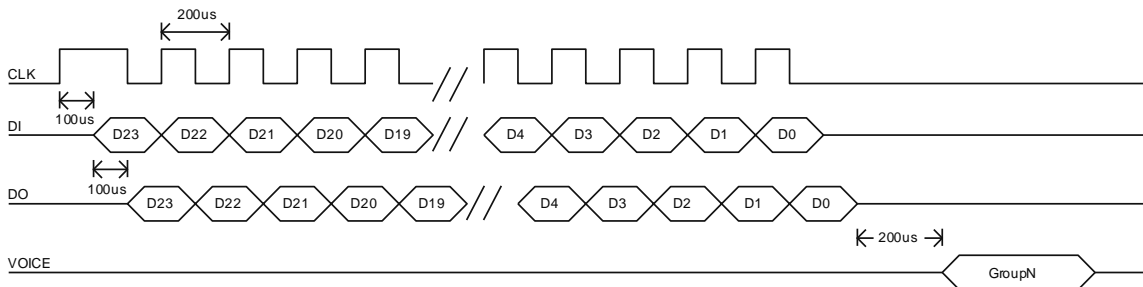 200us
CLK
100us
DI D23 D22 D21 D20 D19 D4 D3 D2 D1 D0
100us
DO D23 D22 D21 D20 D19 D4 D3 D2 D1 D0
200us
VOICE GroupN